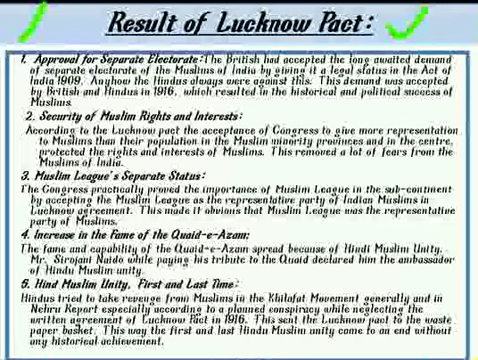 Result of Lucknow Pact:
1. Approval for Separate Electorate:The British had accepted the long awaited demand
of separate electorate of the Muslims of India by giving it a legal status in the Act of
India 1909. Anyhow the Hindus always were against this. This demand was accepted
by British and Hindus in 1916, which resulted in the historical and political success of
Muslims.
2. Security of Muslim Rights and Interests:
According to the Lucknow pact the acceptance of Congress to give more representation
to Muslims than their population in the Muslim minority provinces and in the centre,
protected the rights and interests of Muslims. This removed a lot of fears from the
Muslims of India.
3. Muslim League's Separate Status:
The Congress practically proved the importance of Muslim League in the sub-continent
by accepting the Muslim League as the representative party of Indian Muslims in
Lucknow agreement. This made it obvious that Muslim League was the representative
party of Muslims.
4. Increase in the Fame of the Quaid-e-Azam:
The fame and capability of the Quaid-e-Azam spread because of Hindi Muslim Unity.
Mr. Sirojani Naido while paying his tribute to the Quaid declared him the ambassador
of Hindu Muslim unity.
5. Hind Muslim Unity, First and Last Time:
Hindus tried to take revenge from Muslims in the Khilafat Movement generally and in
Nehru Report especially according to a planned conspiracy while neglecting the
written agreement of Lucknow Pact in 1916. This sent the Lucknow pact to the waste
paper basket. This way the first and last Hindu Muslim unity came to an end without
any historical achievement.